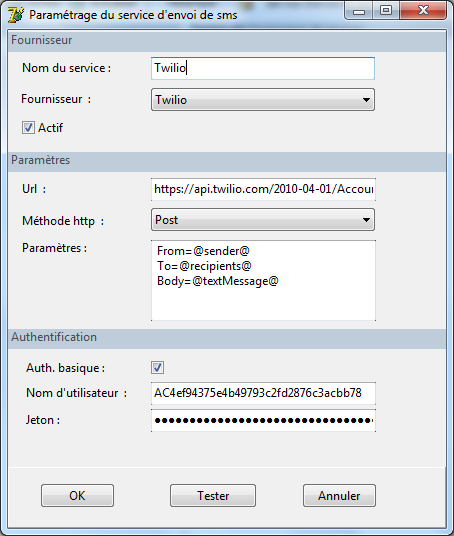 Paramétrage du service d'envoi de sms
Fournisseur
Nom du service : Twilio
Fournisseur : Twilio
Actif
Paramètres
Url : https://api.twilio.com/2010-04-01/Accour
Méthode http : Post
Paramètres : From=@sender@
To=@recipients@
Body=@textMessage@
Authentification
Auth. basique :
Nom d'utilisateur : AC4ef94375e4b49793c2fd2876c3acbb78
Jeton : ●●●●●●●●●●●●●●●●●●●●●●●●●●●●●●●●
OK Tester Annuler